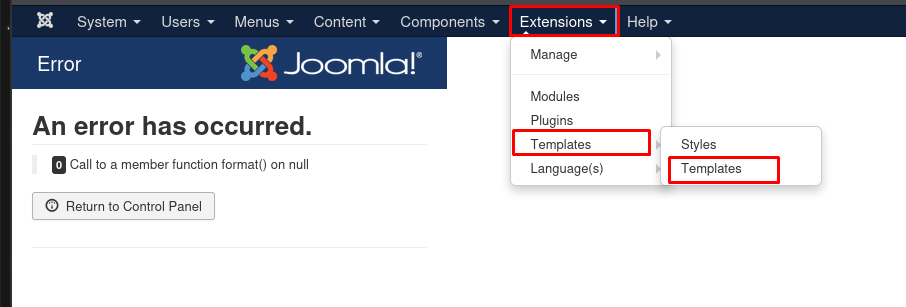 System Users Menus Content Components Extensions Help
Error Joomla!®
Manage
An error has occurred.
0 Call to a member function format() on null
Return to Control Panel
Modules
Plugins
Templates
Language(s)
Styles
Templates